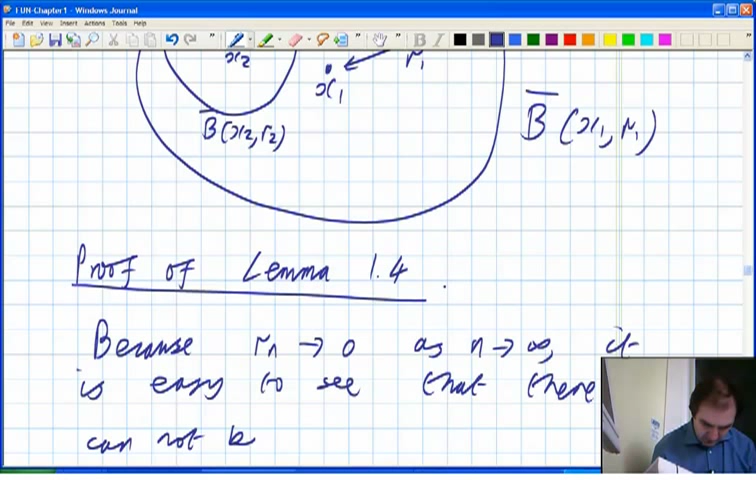 FUN-Chapter1 - Windows Journal
File Edit View Insert Actions Tools Help
B I
x2
r1
x1
B̅(x2, r2)
B̅ (x1, r1)
Proof of Lemma 1.4.
Because rn → 0 as n → ∞, it
is easy to see that there
can not be